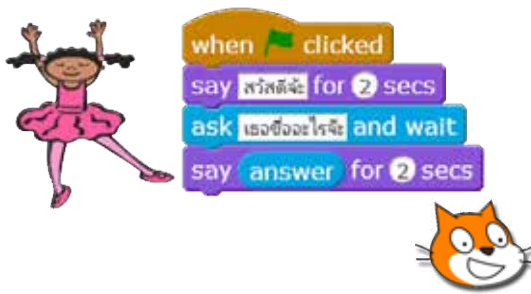 when clicked
say สวัสดีจ้ะ for 2 secs
ask เธอชื่ออะไรจ๊ะ and wait
say answer for 2 secs